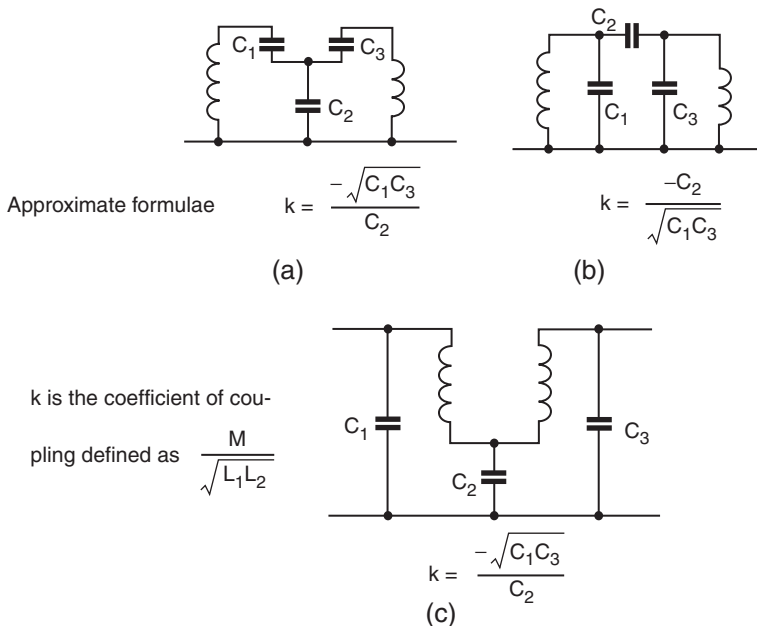 C₁ C₃ C₂
C₂ C₁ C₃
Approximate formulae k = -√C₁C₃ / C₂
k = -C₂ / √C₁C₃
(a) (b)
k is the coefficient of cou-
pling defined as M / √L₁L₂
C₁ C₂ C₃
k = -√C₁C₃ / C₂
(c)